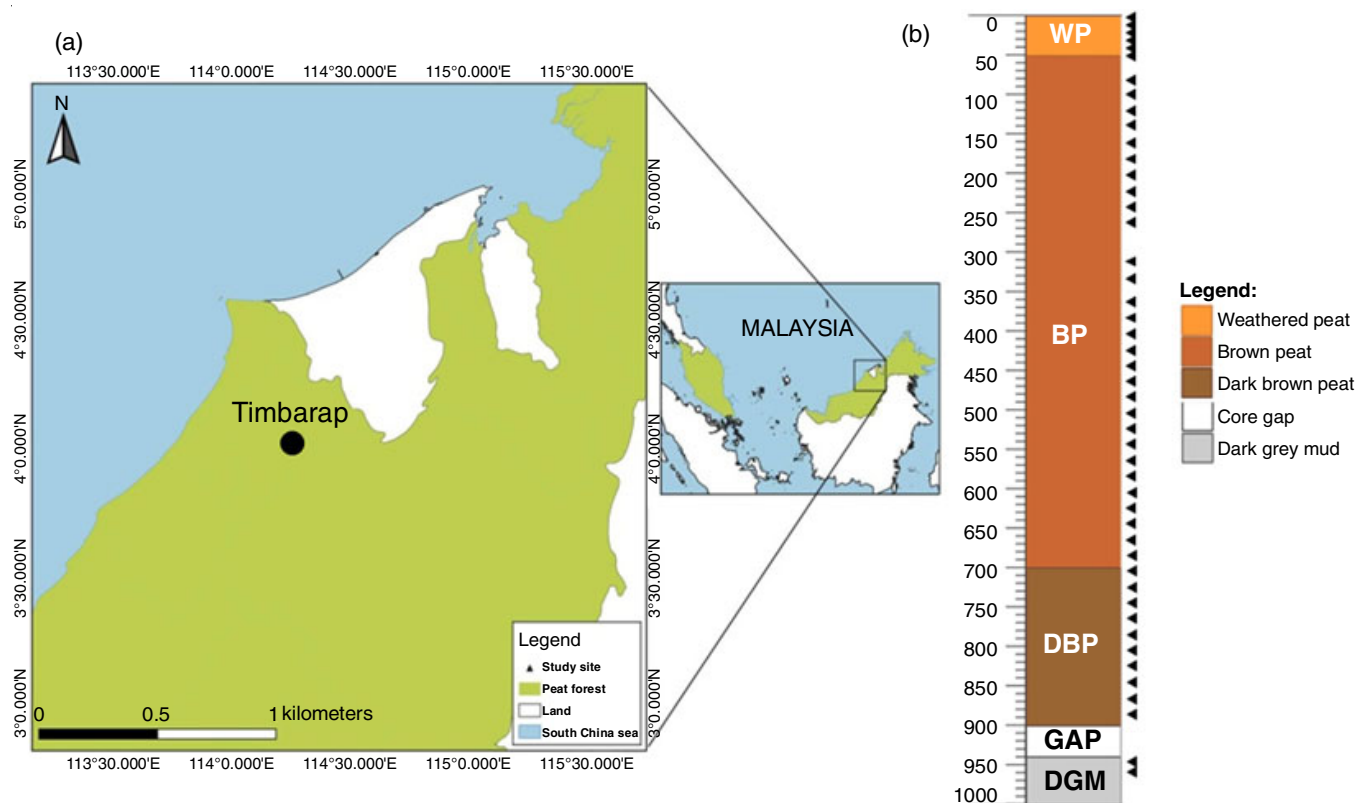 (a)
113°30.000'E 114°0.000'E 114°30.000'E 115°0.000'E 115°30.000'E
N
5°0.000'N
4°30.000'N
4°0.000'N
3°30.000'N
3°0.000'N
5°0.000'N
4°30.000'N
4°0.000'N
3°30.000'N
3°0.000'N
Timbarap
Legend
Study site
Peat forest
Land
South China sea
0 0.5 1 kilometers
113°30.000'E 114°0.000'E 114°30.000'E 115°0.000'E 115°30.000'E
MALAYSIA
(b)
0
50
100
150
200
250
300
350
400
450
500
550
600
650
700
750
800
850
900
950
1000
WP
BP
DBP
GAP
DGM
Legend:
Weathered peat
Brown peat
Dark brown peat
Core gap
Dark grey mud